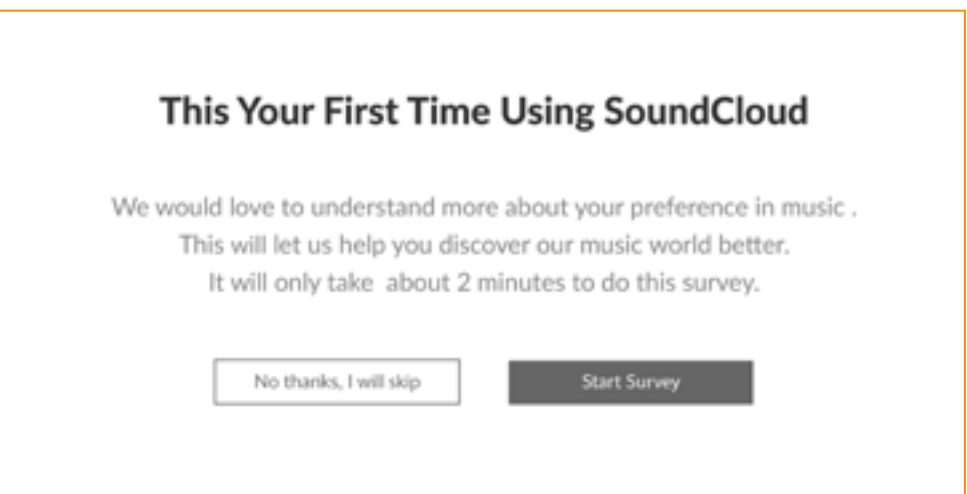 This Your First Time Using SoundCloud
We would love to understand more about your preference in music .
This will let us help you discover our music world better.
It will only take about 2 minutes to do this survey.
No thanks, I will skip
Start Survey